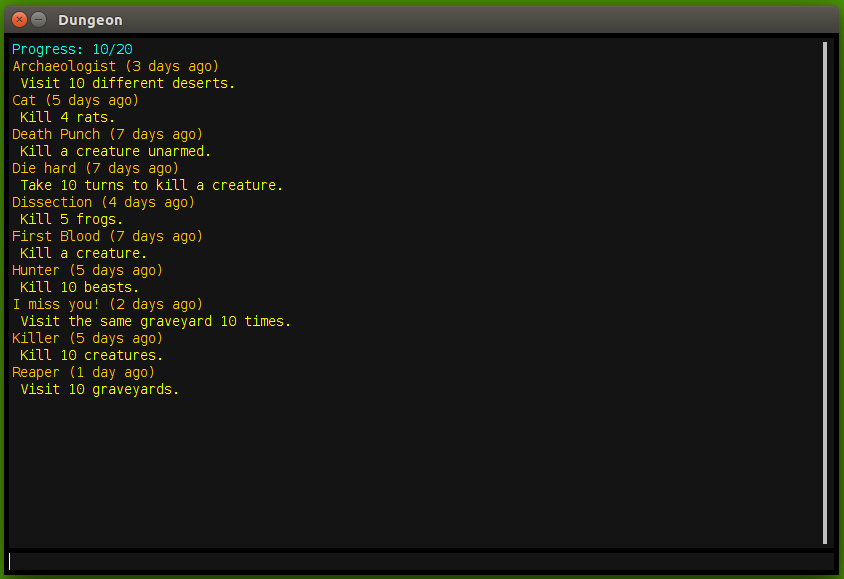 Dungeon
Progress: 10/20
Archaeologist (3 days ago)
Visit 10 different deserts.
Cat (5 days ago)
Kill 4 rats.
Death Punch (7 days ago)
Kill a creature unarmed.
Die hard (7 days ago)
Take 10 turns to kill a creature.
Dissection (4 days ago)
Kill 5 frogs.
First Blood (7 days ago)
Kill a creature.
Hunter (5 days ago)
Kill 10 beasts.
I miss you! (2 days ago)
Visit the same graveyard 10 times.
Killer (5 days ago)
Kill 10 creatures.
Reaper (1 day ago)
Visit 10 graveyards.